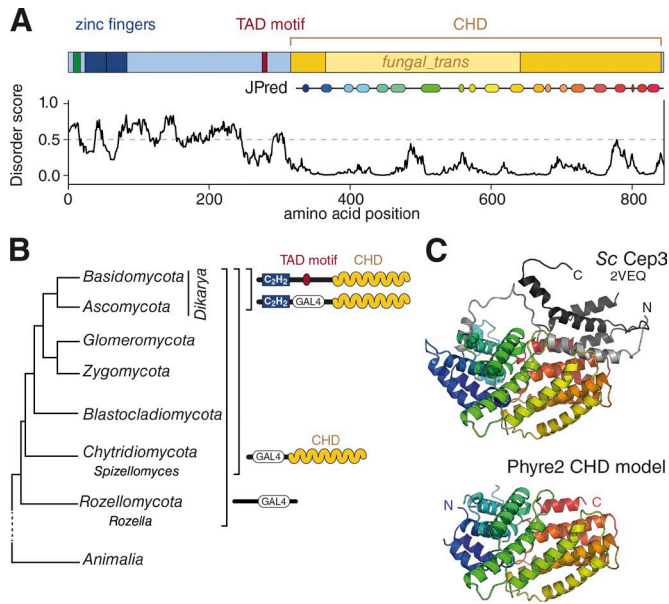 A
zinc fingers
TAD motif
CHD
fungal_trans
JPred
Disorder score
1.0
0.5
0.0
0
200
400
600
800
amino acid position
B
Basidomycota
Ascomycota
Dikarya
Glomeromycota
Zygomycota
Blastocladiomycota
Chytridiomycota
Spizellomyces
Rozellomycota
Rozella
Animalia
TAD motif
CHD
C₂H₂
C₂H₂
GAL4
CHD
GAL4
GAL4
C
Sc Cep3
2VEQ
C
N
Phyre2 CHD model
N
C